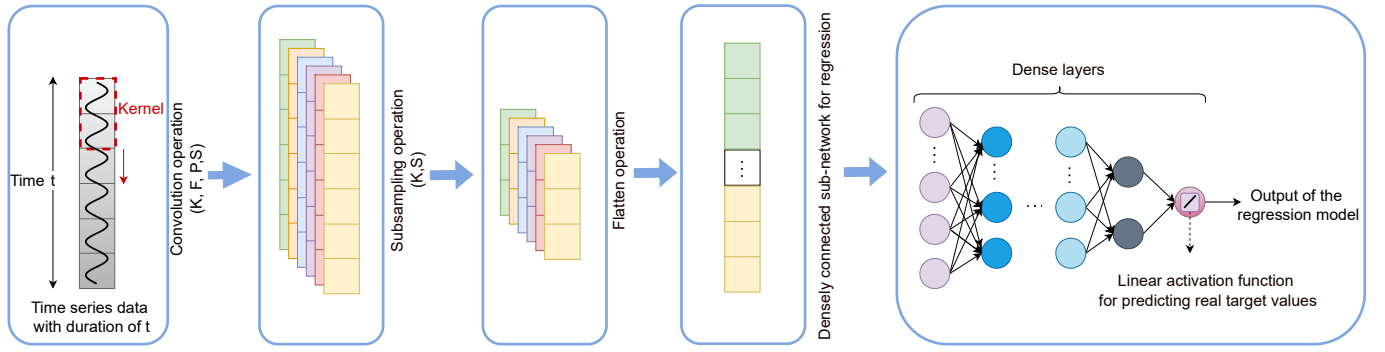 Kernel
Time t
Time series data
with duration of t
Convolution operation
(K, F, P,S)
Subsampling operation
(K,S)
Flatten operation
Densely connected sub-network for regression
Dense layers
Output of the
regression model
Linear activation function
for predicting real target values